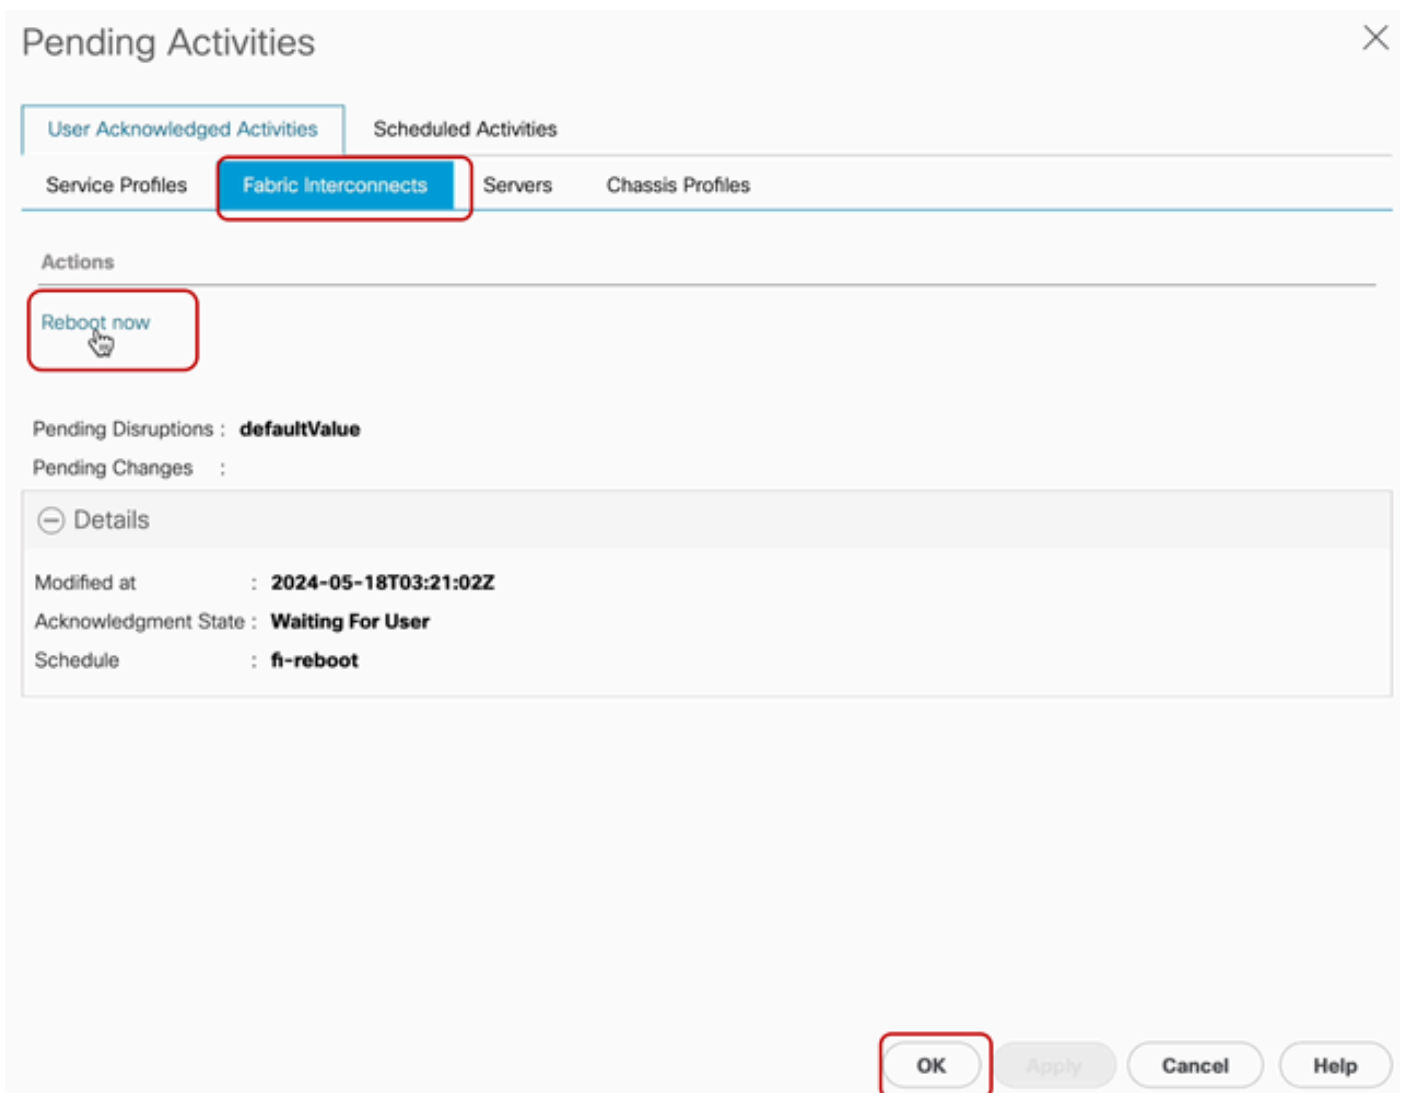 Pending Activities
User Acknowledged Activities Scheduled Activities
Service Profiles Fabric Interconnects Servers Chassis Profiles
Actions
Reboot now
Pending Disruptions : defaultValue
Pending Changes :
Details
Modified at : 2024-05-18T03:21:02Z
Acknowledgment State : Waiting For User
Schedule : fi-reboot
OK Apply Cancel Help